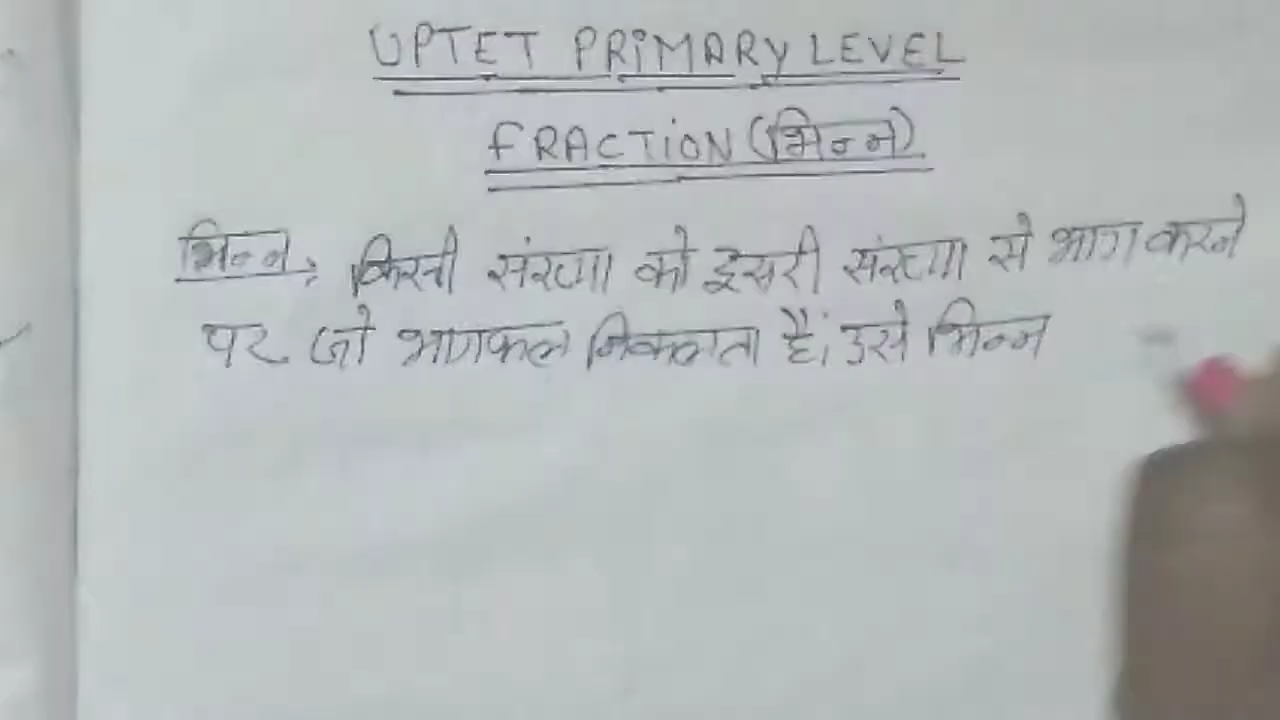 UPTET PRIMARY LEVEL
FRACTION (भिन्न)
भिन्न: किसी संख्या को दूसरी संख्या से भाग करने
पर जो भागफल निकलता है, उसे भिन्न